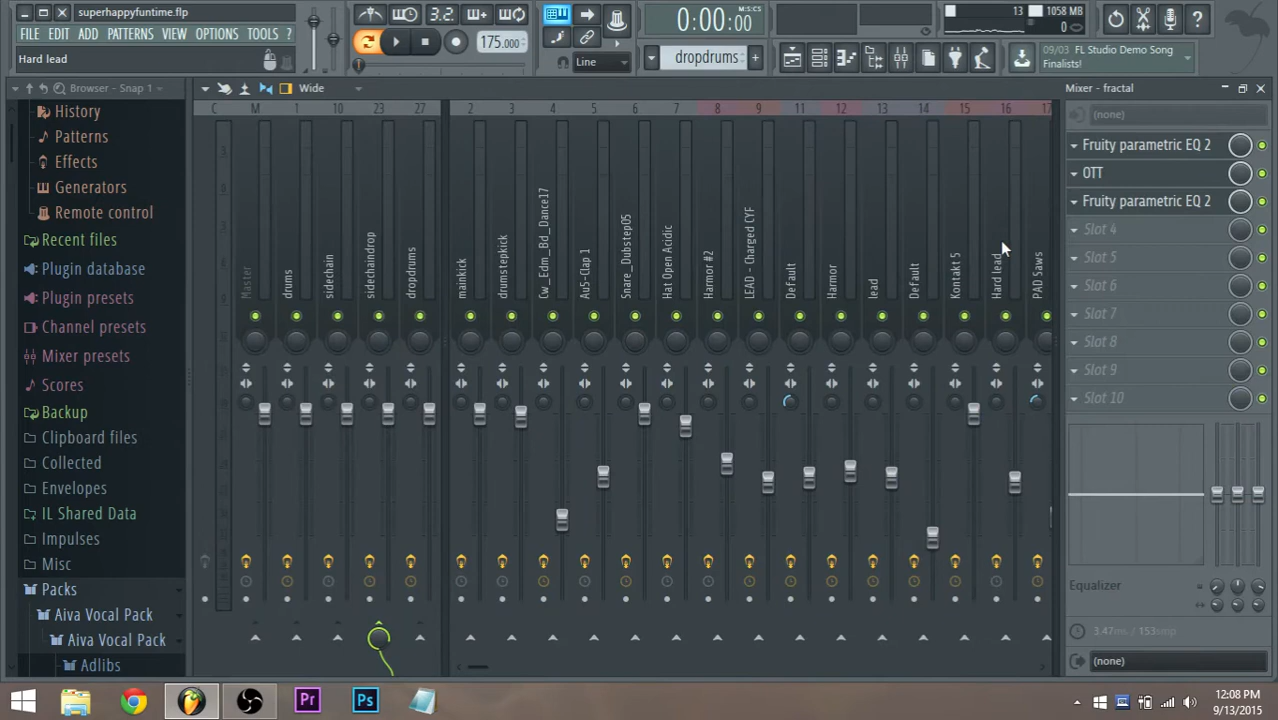 superhappyfuntime.flp
FILE EDIT ADD PATTERNS VIEW OPTIONS TOOLS ?
Hard lead
3.2
175.000
Line
0:00:00
M:S:CS
dropdrums
13
1058 MB
0
09/03 FL Studio Demo Song
Finalists!
Browser - Snap 1
History
Patterns
Effects
Generators
Remote control
Recent files
Plugin database
Plugin presets
Channel presets
Mixer presets
Scores
Backup
Clipboard files
Collected
Envelopes
IL Shared Data
Impulses
Misc
Packs
Aiva Vocal Pack
Aiva Vocal Pack
Adlibs
Wide
C M 1 10 23 27 2 3 4 5 6 7 8 9 11 12 13 14 15 16 17
Master
drums
sidechain
sidechaindrop
dropdrums
mainkick
drumstepkick
Cw_Edm_Bd_Dance17
Au5-Clap 1
Snare_Dubstep05
Hat Open Acidic
Harmor #2
LEAD - Charged CYF
Default
Harmor
lead
Default
Kontakt 5
Hard lead
PAD Saws
Mixer - fractal
(none)
Fruity parametric EQ 2
OTT
Fruity parametric EQ 2
Slot 4
Slot 5
Slot 6
Slot 7
Slot 8
Slot 9
Slot 10
Equalizer
3.47ms / 153smp
(none)
Pr
Ps
12:08 PM
9/13/2015